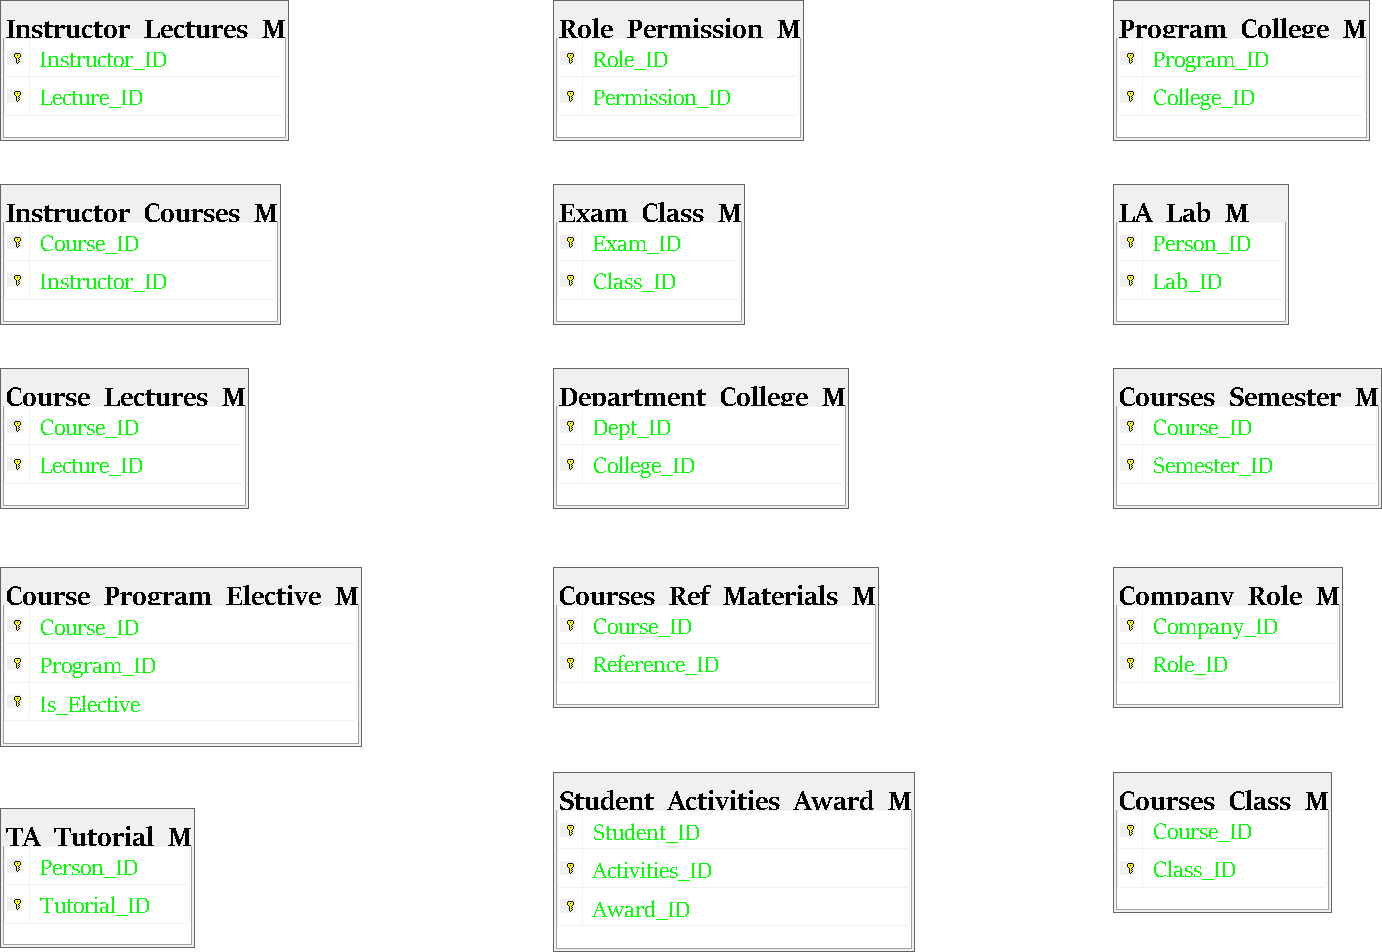 Instructor_Lectures_M
Instructor_ID
Lecture_ID
Role_Permission_M
Role_ID
Permission_ID
Program_College_M
Program_ID
College_ID
Instructor_Courses_M
Course_ID
Instructor_ID
Exam_Class_M
Exam_ID
Class_ID
LA_Lab_M
Person_ID
Lab_ID
Course_Lectures_M
Course_ID
Lecture_ID
Department_College_M
Dept_ID
College_ID
Courses_Semester_M
Course_ID
Semester_ID
Course_Program_Elective_M
Course_ID
Program_ID
Is_Elective
Courses_Ref_Materials_M
Course_ID
Reference_ID
Company_Role_M
Company_ID
Role_ID
TA_Tutorial_M
Person_ID
Tutorial_ID
Student_Activities_Award_M
Student_ID
Activities_ID
Award_ID
Courses_Class_M
Course_ID
Class_ID